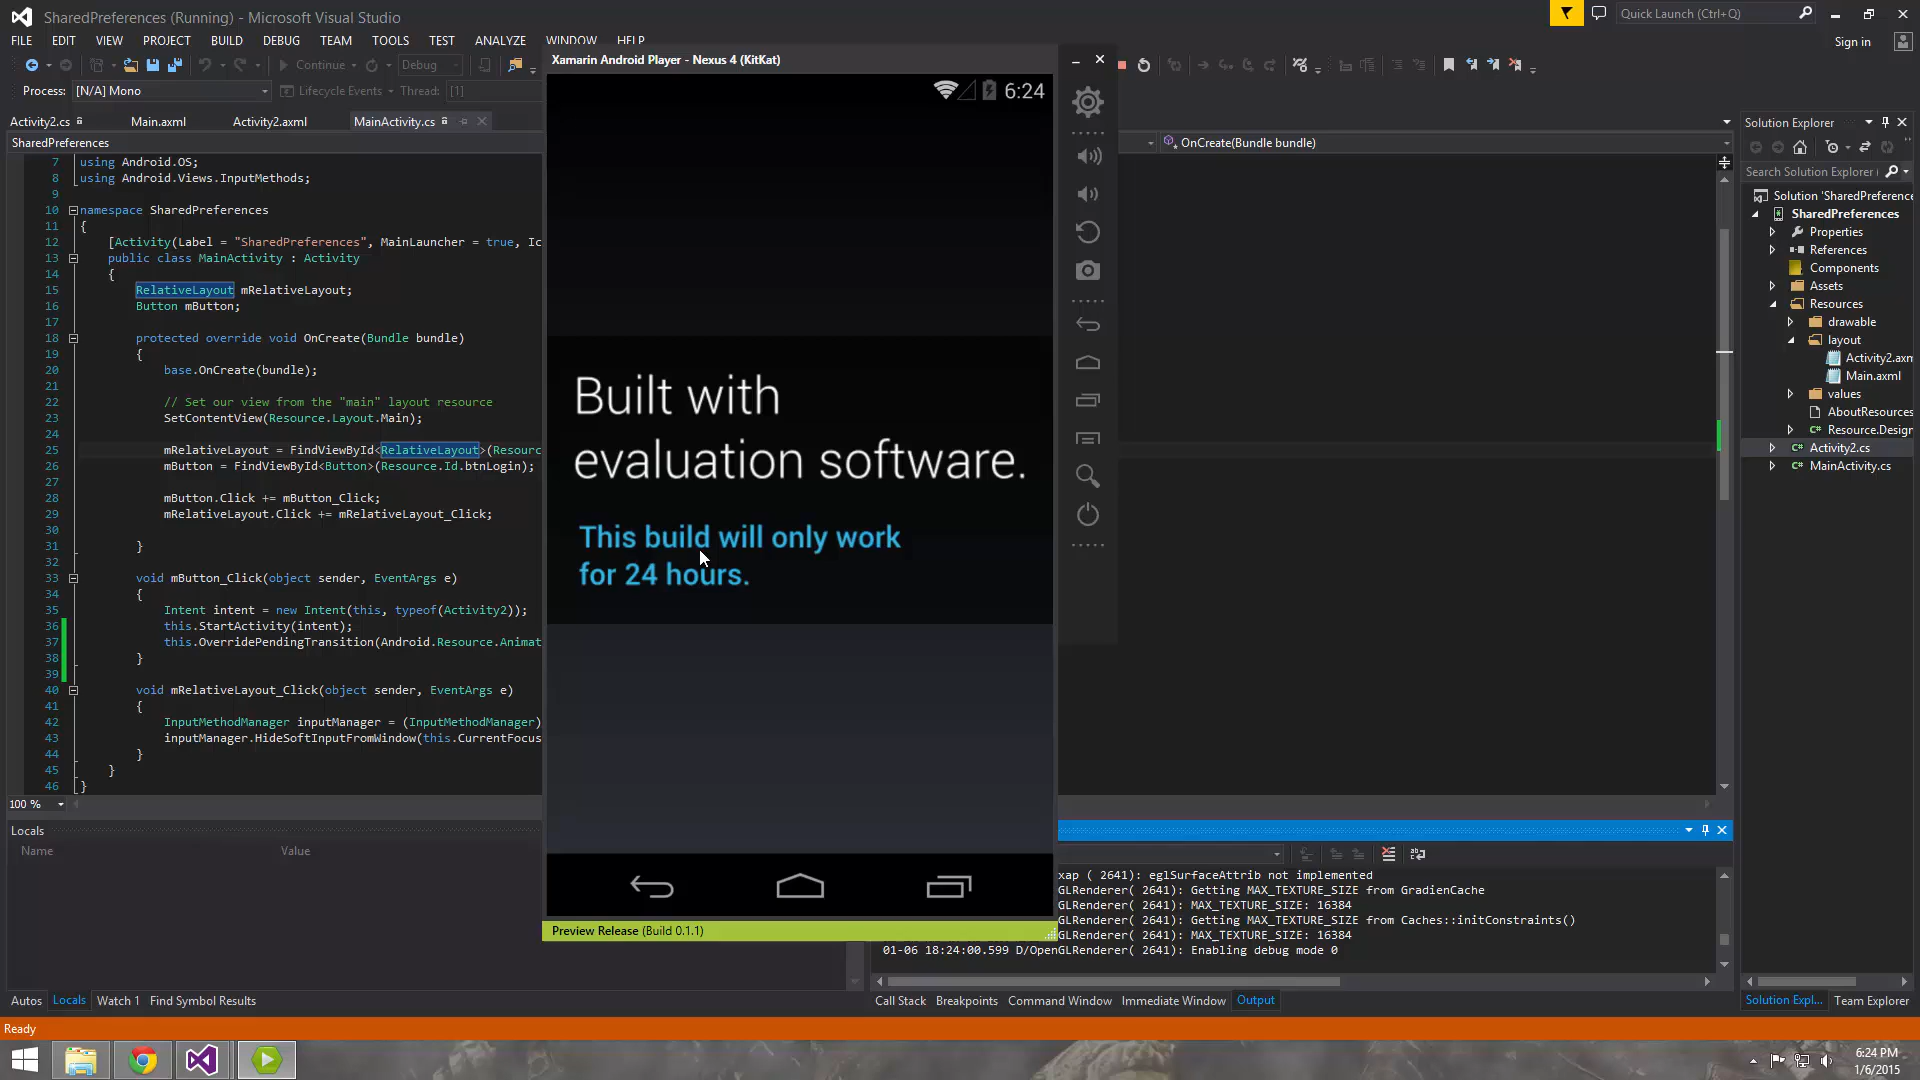 SharedPreferences (Running) - Microsoft Visual Studio
Quick Launch (Ctrl+Q)
FILE EDIT VIEW PROJECT BUILD DEBUG TEAM TOOLS TEST ANALYZE WINDOW HELP
Sign in
Continue Debug
Process: [N/A] Mono Lifecycle Events Thread: [1]
Activity2.cs Main.axml Activity2.axml MainActivity.cs
SharedPreferences
OnCreate(Bundle bundle)
7 using Android.OS;
8 using Android.Views.InputMethods;
9
10 namespace SharedPreferences
11 {
12 [Activity(Label = "SharedPreferences", MainLauncher = true, Ic
13 public class MainActivity : Activity
14 {
15 RelativeLayout mRelativeLayout;
16 Button mButton;
17
18 protected override void OnCreate(Bundle bundle)
19 {
20 base.OnCreate(bundle);
21
22 // Set our view from the "main" layout resource
23 SetContentView(Resource.Layout.Main);
24
25 mRelativeLayout = FindViewById<RelativeLayout>(Resourc
26 mButton = FindViewById<Button>(Resource.Id.btnLogin);
27
28 mButton.Click += mButton_Click;
29 mRelativeLayout.Click += mRelativeLayout_Click;
30
31 }
32
33 void mButton_Click(object sender, EventArgs e)
34 {
35 Intent intent = new Intent(this, typeof(Activity2));
36 this.StartActivity(intent);
37 this.OverridePendingTransition(Android.Resource.Animat
38 }
39
40 void mRelativeLayout_Click(object sender, EventArgs e)
41 {
42 InputMethodManager inputManager = (InputMethodManager)
43 inputManager.HideSoftInputFromWindow(this.CurrentFocus
44 }
45 }
46 }
100 %
Xamarin Android Player - Nexus 4 (KitKat)
6:24
Built with
evaluation software.
This build will only work
for 24 hours.
Preview Release (Build 0.1.1)
Solution Explorer
Search Solution Explorer (
Solution 'SharedPreference
SharedPreferences
Properties
References
Components
Assets
Resources
drawable
layout
Activity2.axm
Main.axml
values
AboutResources
Resource.Design
Activity2.cs
MainActivity.cs
Locals
Name Value
xap ( 2641): eglSurfaceAttrib not implemented
GLRenderer( 2641): Getting MAX_TEXTURE_SIZE from GradienCache
GLRenderer( 2641): MAX_TEXTURE_SIZE: 16384
GLRenderer( 2641): Getting MAX_TEXTURE_SIZE from Caches::initConstraints()
GLRenderer( 2641): MAX_TEXTURE_SIZE: 16384
01-06 18:24:00.599 D/OpenGLRenderer( 2641): Enabling debug mode 0
Autos Locals Watch 1 Find Symbol Results
Call Stack Breakpoints Command Window Immediate Window Output
Solution Expl... Team Explorer
Ready
6:24 PM
1/6/2015